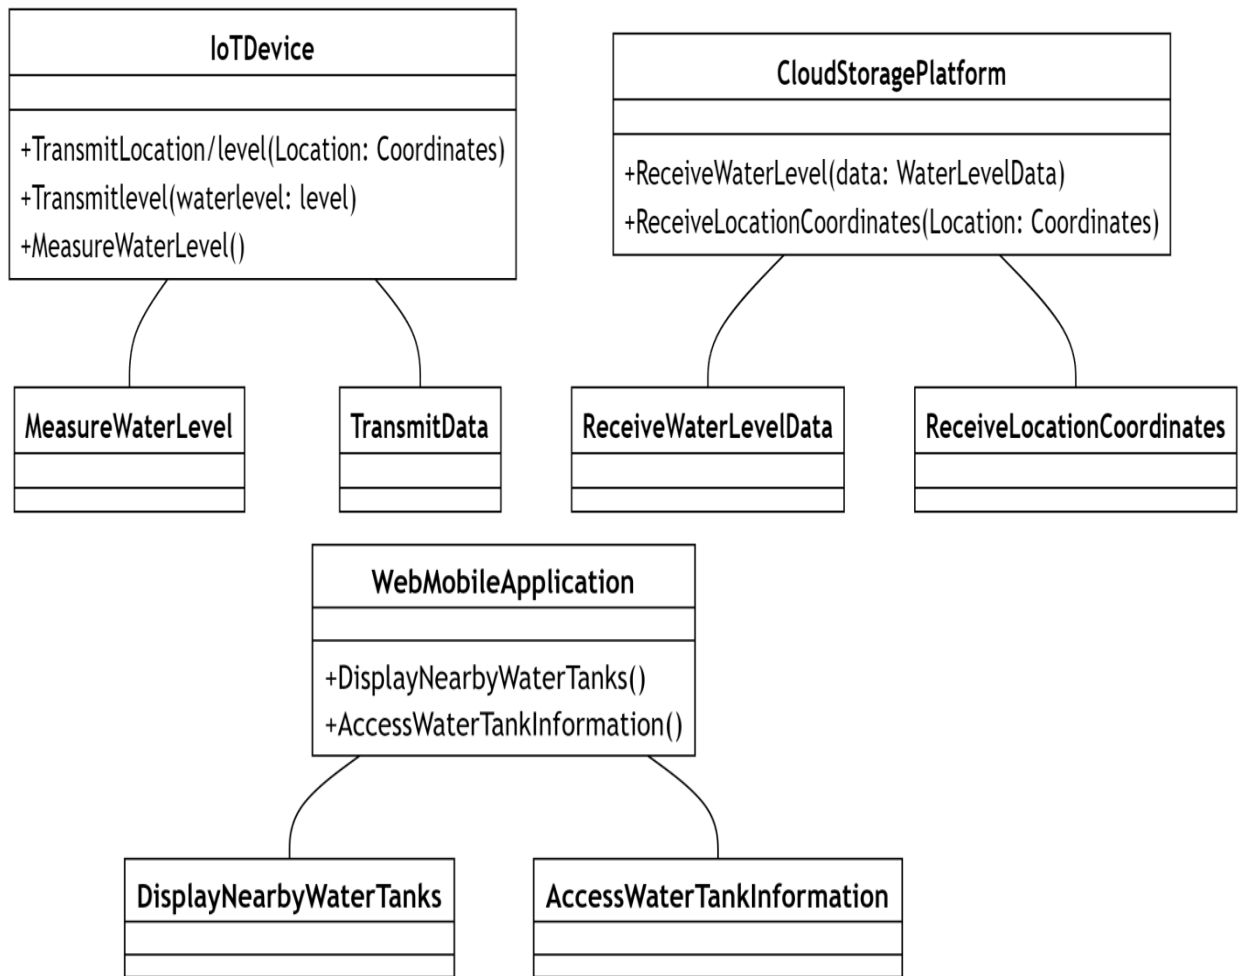 IoTDevice
+TransmitLocation/level(Location: Coordinates)
+Transmitlevel(waterlevel: level)
+MeasureWaterLevel()
CloudStoragePlatform
+ReceiveWaterLevel(data: WaterLevelData)
+ReceiveLocationCoordinates(Location: Coordinates)
MeasureWaterLevel
TransmitData
ReceiveWaterLevelData
ReceiveLocationCoordinates
WebMobileApplication
+DisplayNearbyWaterTanks()
+AccessWaterTankInformation()
DisplayNearbyWaterTanks
AccessWaterTankInformation